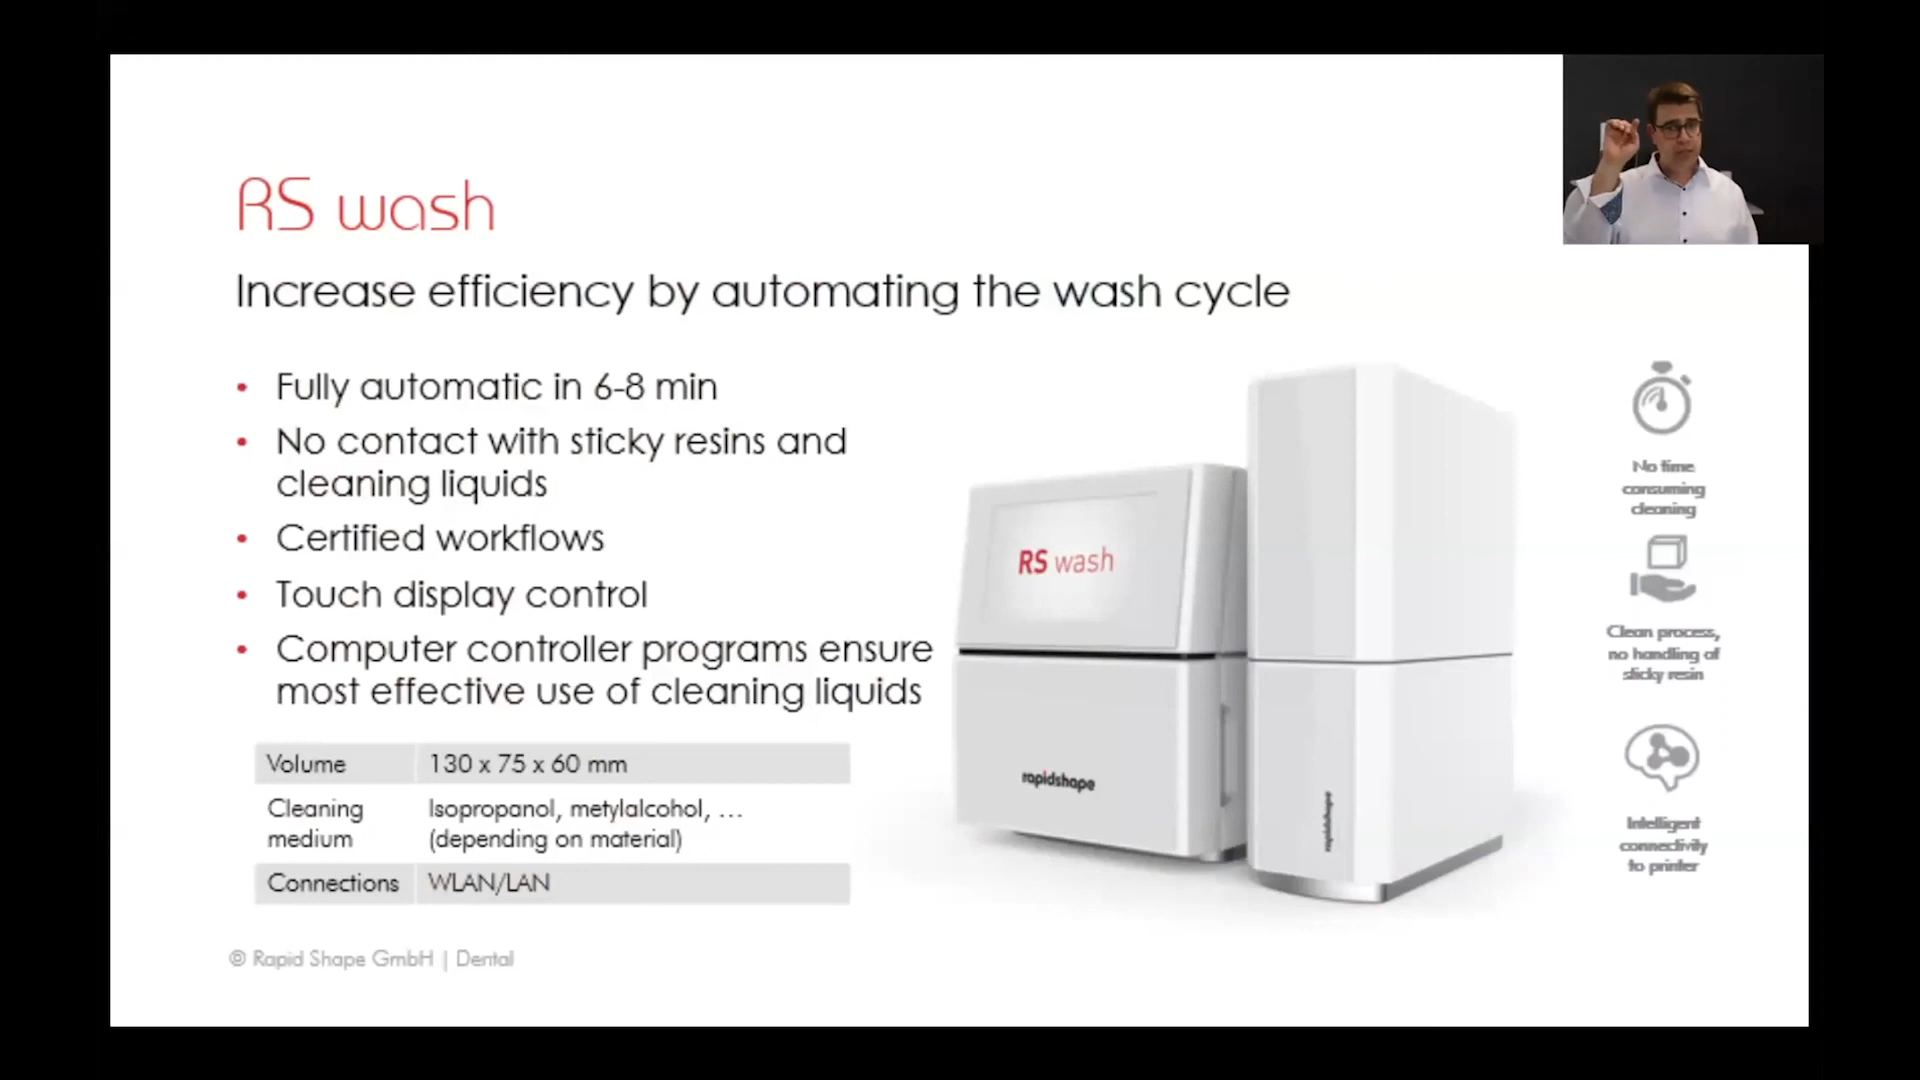 RS wash
Increase efficiency by automating the wash cycle
• Fully automatic in 6-8 min
• No contact with sticky resins and
cleaning liquids
• Certified workflows
• Touch display control
• Computer controller programs ensure
most effective use of cleaning liquids
Volume 130 x 75 x 60 mm
Cleaning medium Isopropanol, metylalcohol, ...
(depending on material)
Connections WLAN/LAN
© Rapid Shape GmbH | Dental
RS wash
rapidshape
rapidshape
No time
consuming
cleaning
Clean process,
no handling of
sticky resin
Intelligent
connectivity
to printer